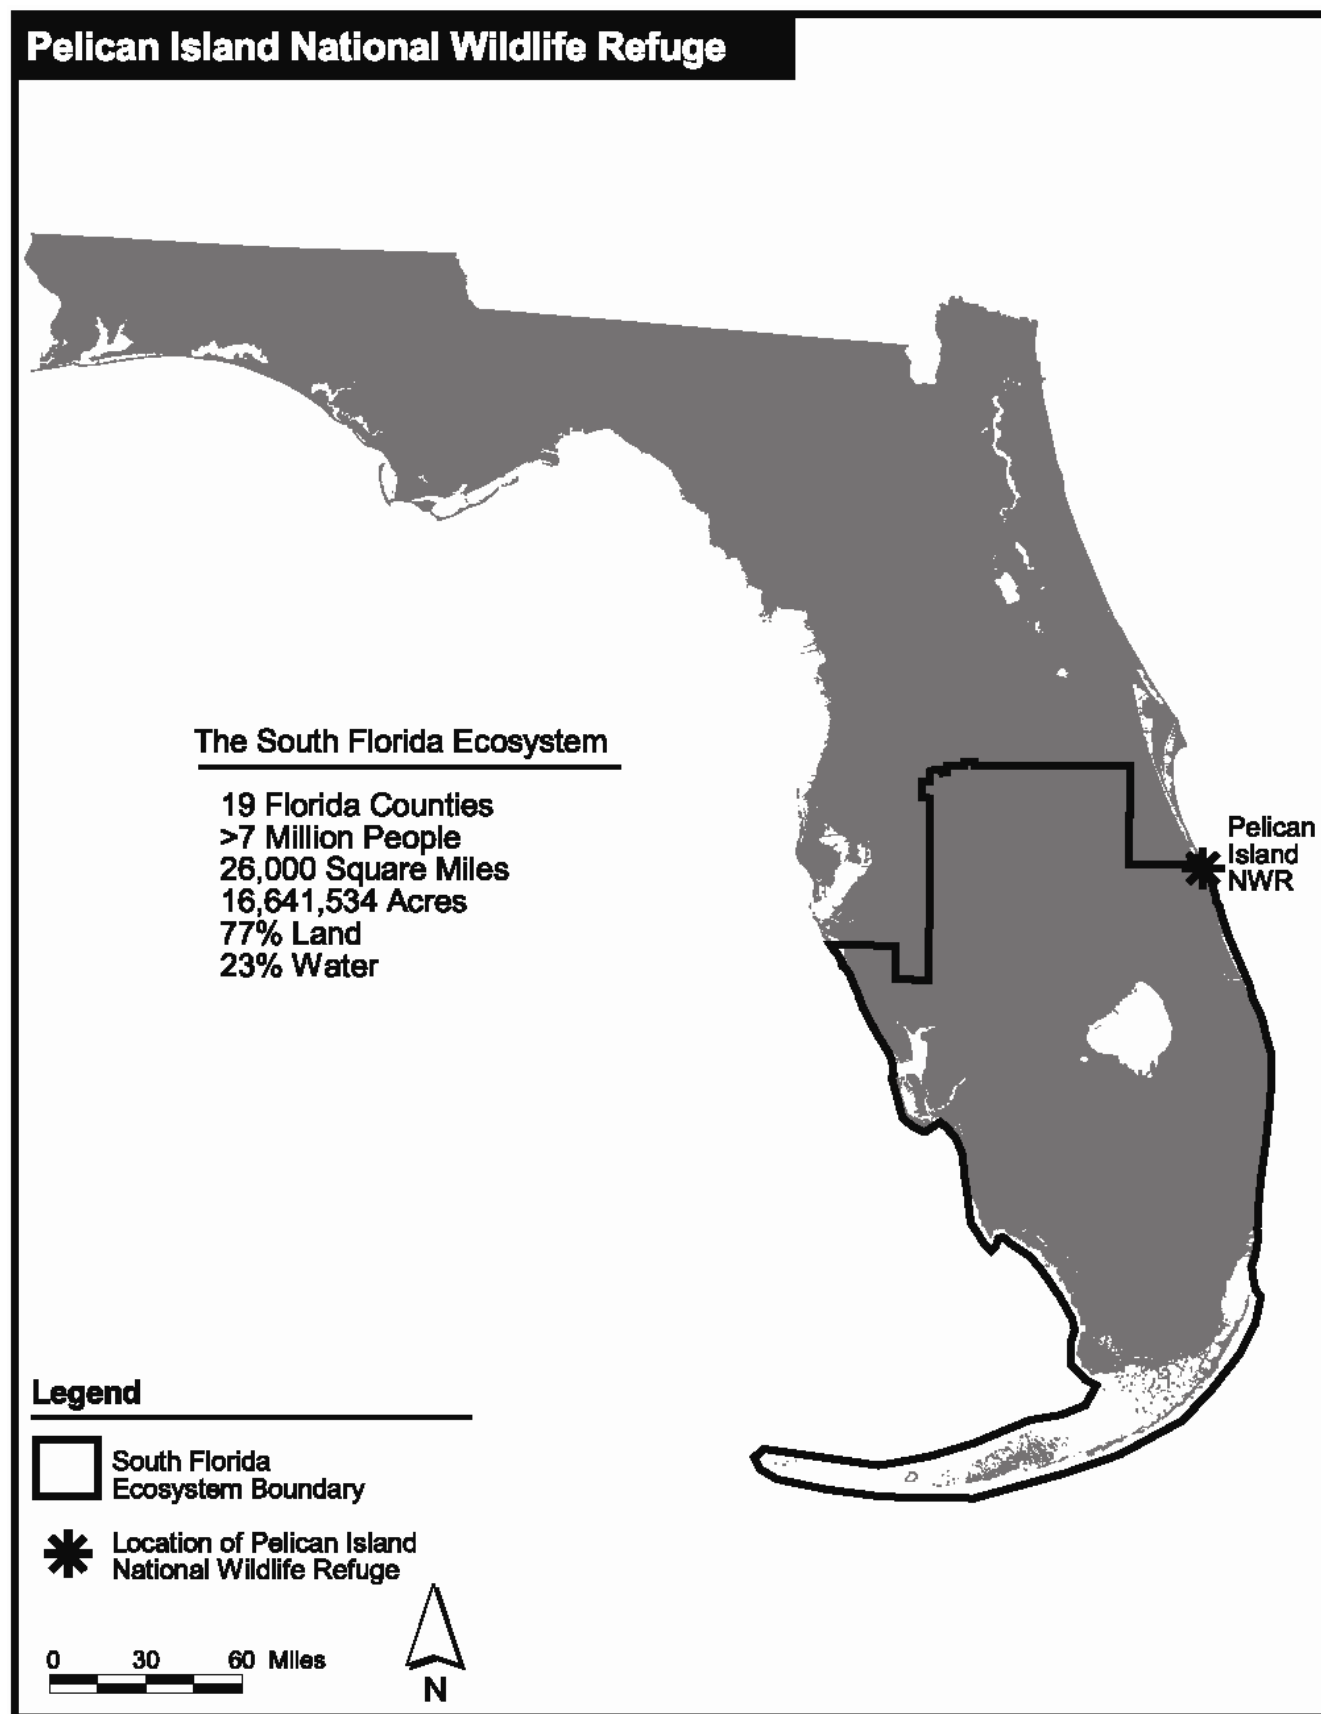 Pelican Island National Wildlife Refuge
The South Florida Ecosystem
19 Florida Counties
>7 Million People
26,000 Square Miles
16,641,534 Acres
77% Land
23% Water
Pelican
Island
NWR
Legend
South Florida
Ecosystem Boundary
Location of Pelican Island
National Wildlife Refuge
0 30 60 Miles
N